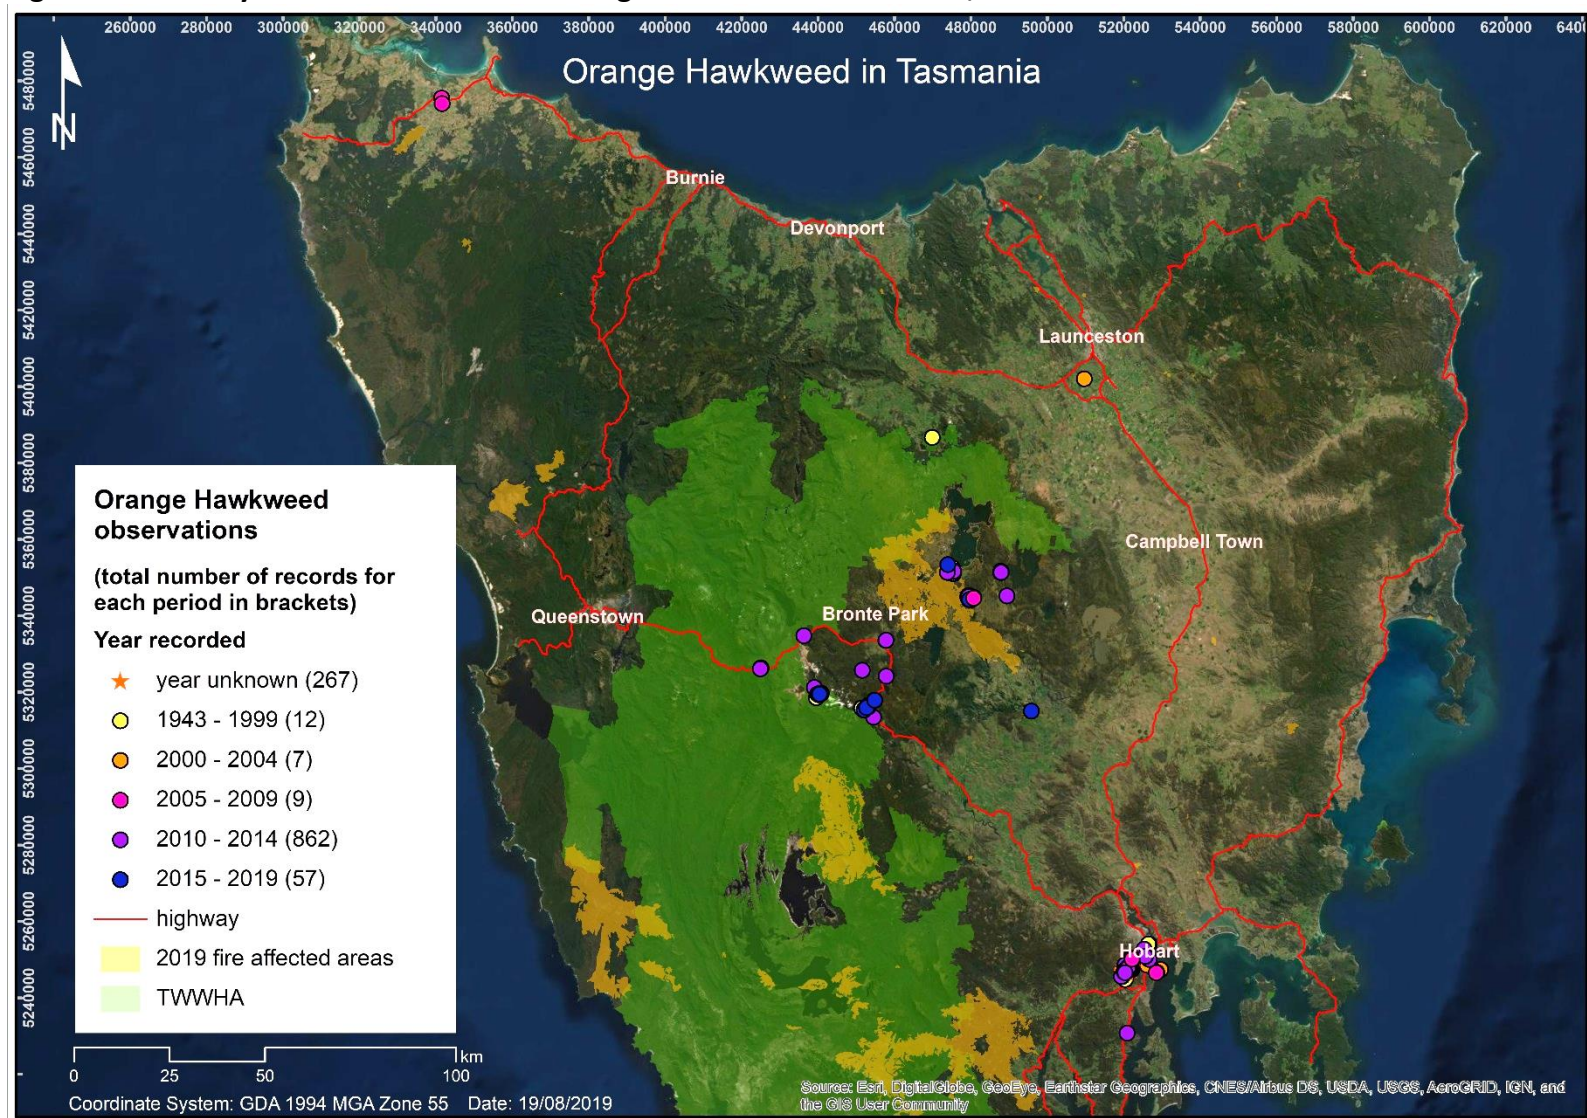 260000 280000 300000 320000 340000 360000 380000 400000 420000 440000 460000 480000 500000 520000 540000 560000 580000 600000 620000
Orange Hawkweed in Tasmania
N
5480000
5460000
5440000
5420000
5400000
5380000
5360000
5340000
5320000
5300000
5280000
5260000
5240000
Burnie
Devonport
Launceston
Campbell Town
Queenstown
Bronte Park
Hobart
Orange Hawkweed
observations
(total number of records for
each period in brackets)
Year recorded
year unknown (267)
1943 - 1999 (12)
2000 - 2004 (7)
2005 - 2009 (9)
2010 - 2014 (862)
2015 - 2019 (57)
highway
2019 fire affected areas
TWWHA
km
0 25 50 100
Coordinate System: GDA 1994 MGA Zone 55 Date: 19/08/2019
Source: Esri, DigitalGlobe, GeoEye, Earthstar Geographics, CNES/Airbus DS, USDA, USGS, AeroGRID, IGN, and
the GIS User Community